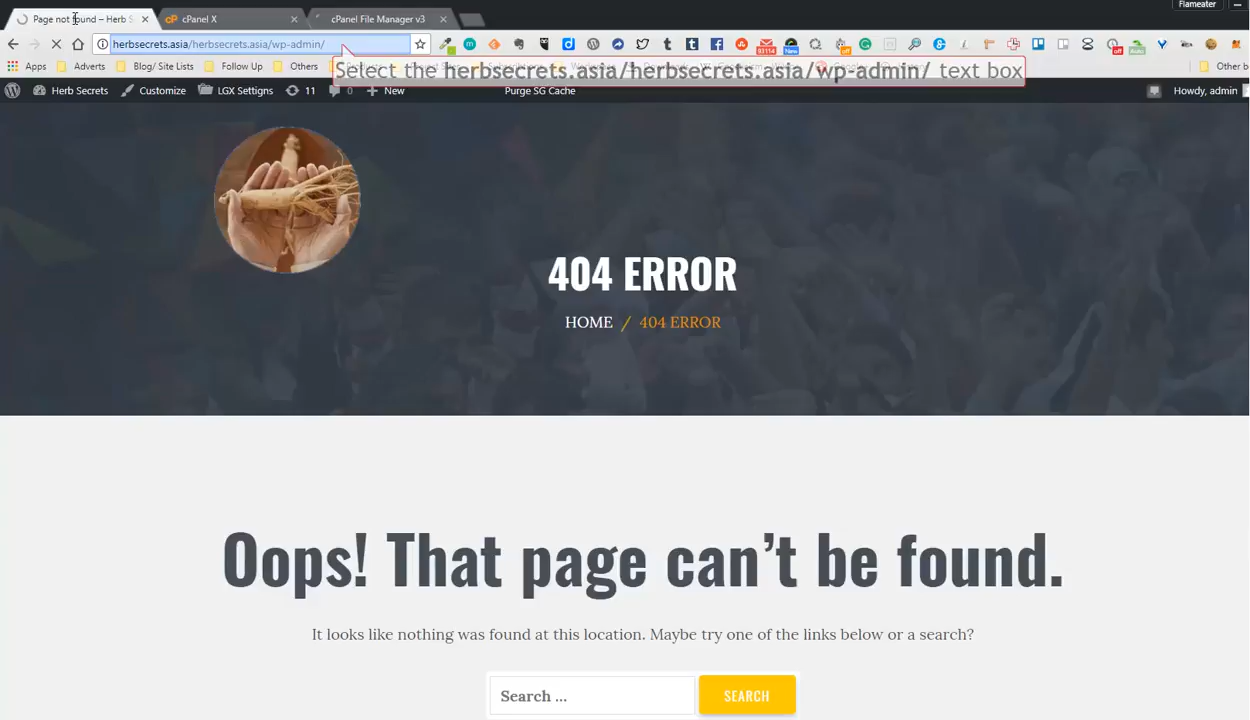 Flameater
Page not found – Herb S
cPanel X
cPanel File Manager v3
herbsecrets.asia/herbsecrets.asia/wp-admin/
Select the herbsecrets.asia/herbsecrets.asia/wp-admin/ text box
Apps
Adverts
Blog/ Site Lists
Follow Up
Others
Other b
Herb Secrets
Customize
LGX Settigns
11
0
New
Purge SG Cache
Howdy, admin
404 ERROR
HOME / 404 ERROR
Oops! That page can’t be found.
It looks like nothing was found at this location. Maybe try one of the links below or a search?
Search ...
SEARCH